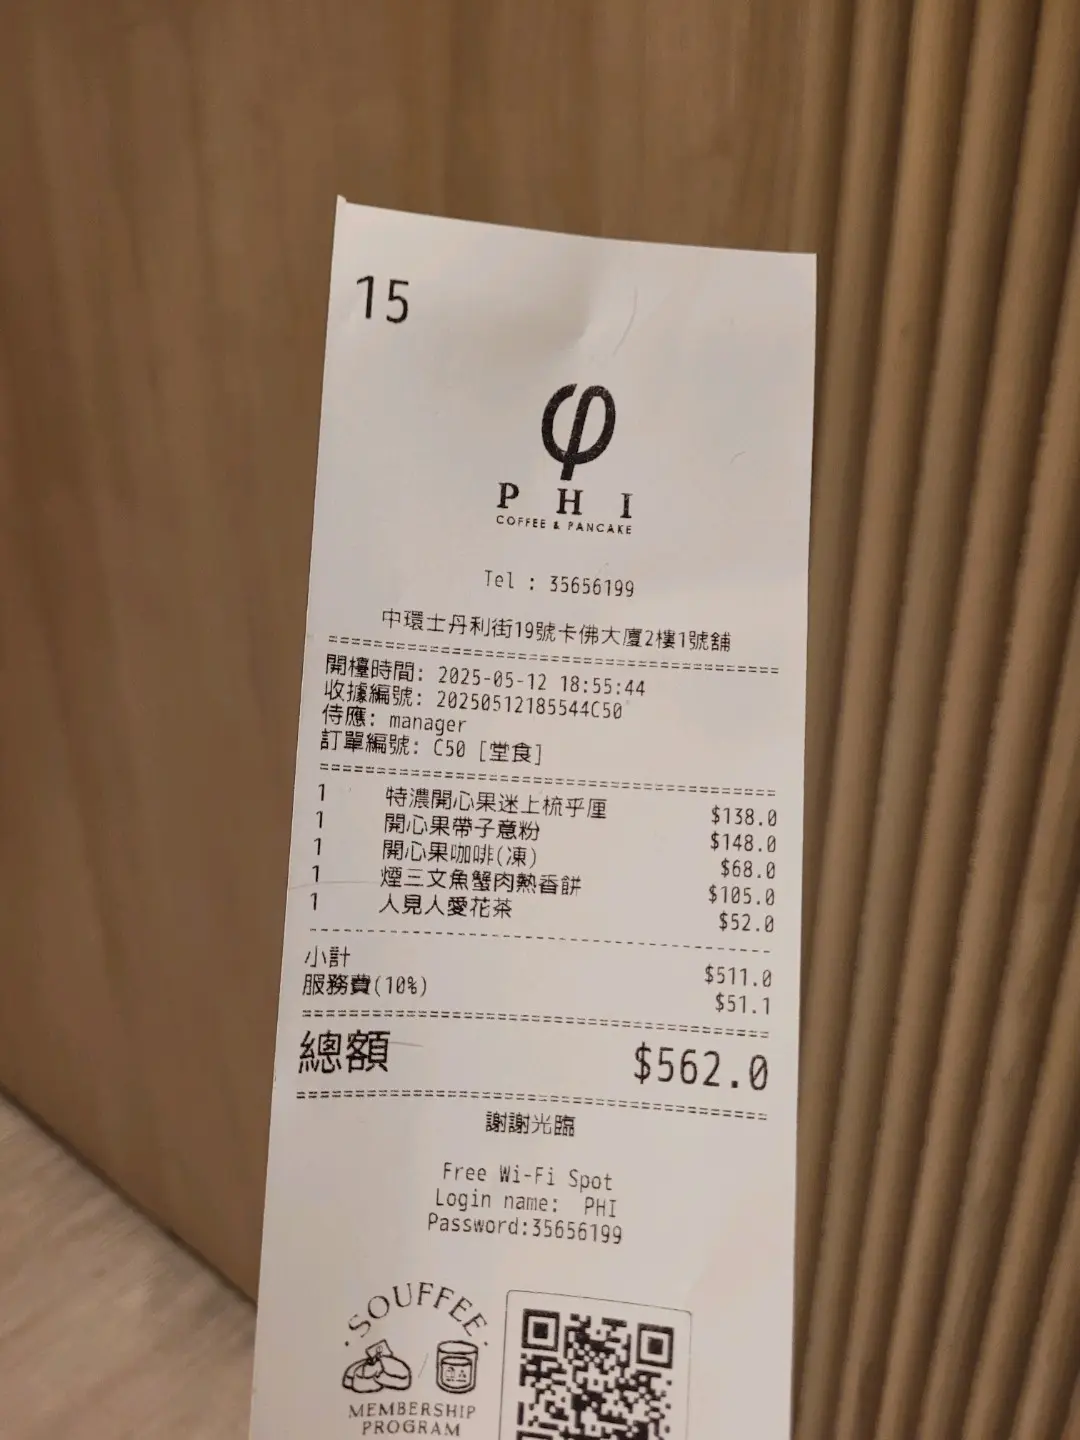 15
φ
PHI
COFFEE & PANCAKE
Tel : 35656199
中環士丹利街19號卡佛大廈2樓1號舖
開檯時間: 2025-05-12 18:55:44
收據編號: 20250512185544C50
侍應: manager
訂單編號: C50 [堂食]
1 特濃開心果迷上梳乎厘 $138.0
1 開心果帶子意粉 $148.0
1 開心果咖啡(凍) $68.0
1 煙三文魚蟹肉熱香餅 $105.0
1 人見人愛花茶 $52.0
小計 $511.0
服務費(10%) $51.1
總額 $562.0
謝謝光臨
Free Wi-Fi Spot
Login name: PHI
Password:35656199
·SOUFFEE·
MEMBERSHIP
PROGRAM